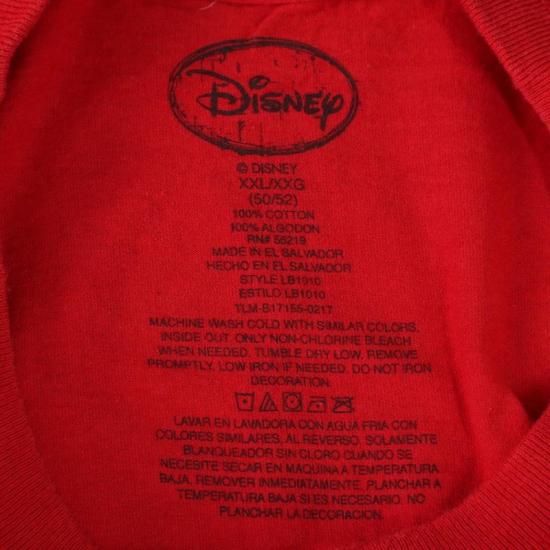 Disney
© DISNEY
XXL/XXG
(50/52)
100% COTTON
100% ALGODON
RN# 56219
MADE IN EL SALVADOR
HECHO EN EL SALVADOR
STYLE LB1010
ESTILO LB1010
TLM-B17155-0217
MACHINE WASH COLD WITH SIMILAR COLORS,
INSIDE OUT. ONLY NON-CHLORINE BLEACH
WHEN NEEDED. TUMBLE DRY LOW. REMOVE
PROMPTLY. LOW IRON IF NEEDED. DO NOT IRON
DECORATION.
LAVAR EN LAVADORA CON AGUA FRIA CON
COLORES SIMILARES, AL REVERSO. SOLAMENTE
BLANQUEADOR SIN CLORO CUANDO SE
NECESITE SECAR EN MAQUINA A TEMPERATURA
BAJA. REMOVER INMEDIATAMENTE. PLANCHAR A
TEMPERATURA BAJA SI ES NECESARIO. NO
PLANCHAR LA DECORACION.